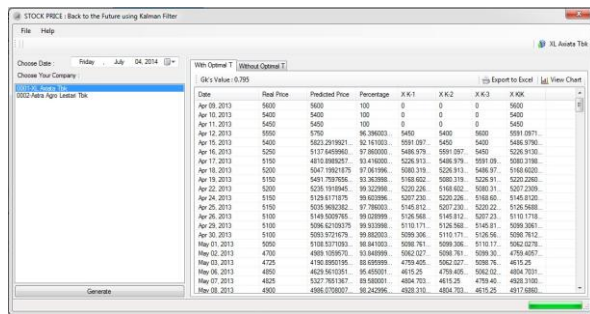 STOCK PRICE : Back to the Future using Kalman Filter
File Help
XL Axiata Tbk
Choose Date : Friday , July 04, 2014
Choose Your Company :
0001-XL Axiata Tbk
0002-Astra Agro Lestari Tbk
Generate
With Optimal T Without Optimal T
Gk's Value : 0.795 Export to Excel View Chart
Date Real Price Predicted Price Percentage X K-1 X K-2 X K-3 X K|K
Apr 09, 2013 5600 5600 100 0 0 0 5600
Apr 10, 2013 5400 5400 100 0 0 0 5400
Apr 11, 2013 5450 5450 100 0 0 0 5450
Apr 12, 2013 5550 5750 96.396003... 5450 5400 5600 5591.0971...
Apr 15, 2013 5400 5823.2919921... 92.161003... 5591.097... 5450 5400 5486.9790...
Apr 16, 2013 5250 5137.6459960... 97.860000... 5486.979... 5591.097... 5450 5226.9130...
Apr 17, 2013 5150 4810.8989257... 93.416000... 5226.913... 5486.979... 5591.09... 5080.3198...
Apr 18, 2013 5200 5047.19921875 97.061996... 5080.319... 5226.913... 5486.97... 5168.6020...
Apr 19, 2013 5150 5491.7597656... 93.363998... 5168.602... 5080.319... 5226.91... 5220.2260...
Apr 22, 2013 5200 5235.1918945... 99.322998... 5220.226... 5168.602... 5080.31... 5207.2309...
Apr 24, 2013 5150 5129.6171875 99.603996... 5207.230... 5220.226... 5168.60... 5145.8120...
Apr 25, 2013 5150 5035.9692382... 97.786003... 5145.812... 5207.230... 5220.22... 5126.5688...
Apr 26, 2013 5100 5149.5009765... 99.028999... 5126.568... 5145.812... 5207.23... 5110.1718...
Apr 29, 2013 5100 5096.62109375 99.933998... 5110.171... 5126.568... 5145.81... 5099.3061...
Apr 30, 2013 5100 5093.9721679... 99.882003... 5099.306... 5110.171... 5126.56... 5098.7612...
May 01, 2013 5050 5108.5371093... 98.841003... 5098.761... 5099.306... 5110.17... 5062.0278...
May 02, 2013 4700 4989.1059570... 93.848999... 5062.027... 5098.761... 5099.30... 4759.4057...
May 03, 2013 4725 4190.8950195... 88.695999... 4759.405... 5062.027... 5098.76... 4615.25
May 06, 2013 4850 4629.5610351... 95.455001... 4615.25 4759.405... 5062.02... 4804.7031...
May 07, 2013 4825 5327.7651367... 89.580001... 4804.703... 4615.25 4759.40... 4928.3100...
May 08, 2013 4900 4986.0708007... 98.242996... 4928.310... 4804.703... 4615.25 4917.6860...